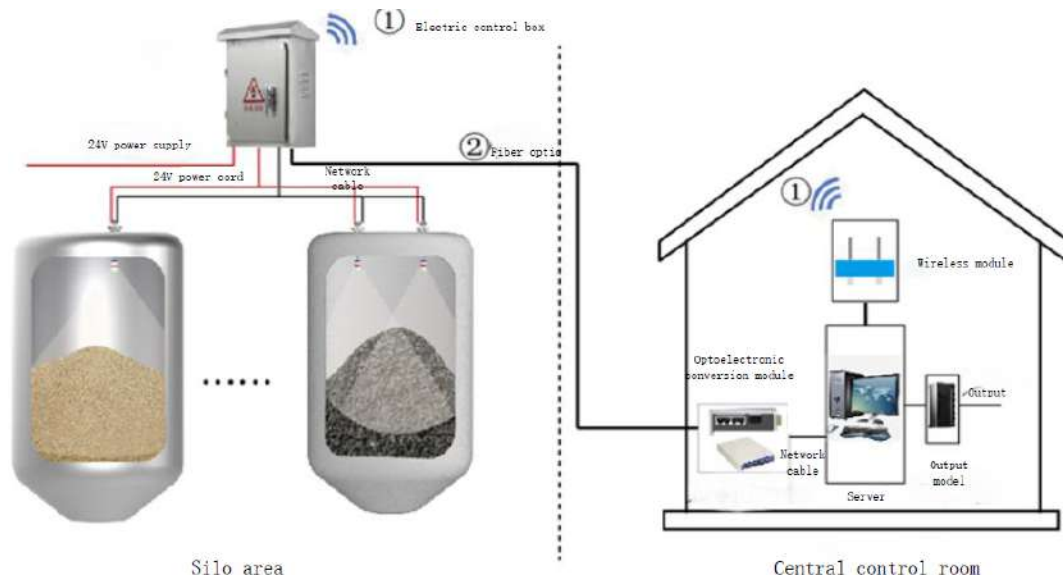 ① Electric control box
24V power supply
② Fiber optic
24V power cord
Network
cable
①
Wireless module
Optoelectronic
conversion module
Output
Network
cable
Output
model
Server
Silo area
Central control room